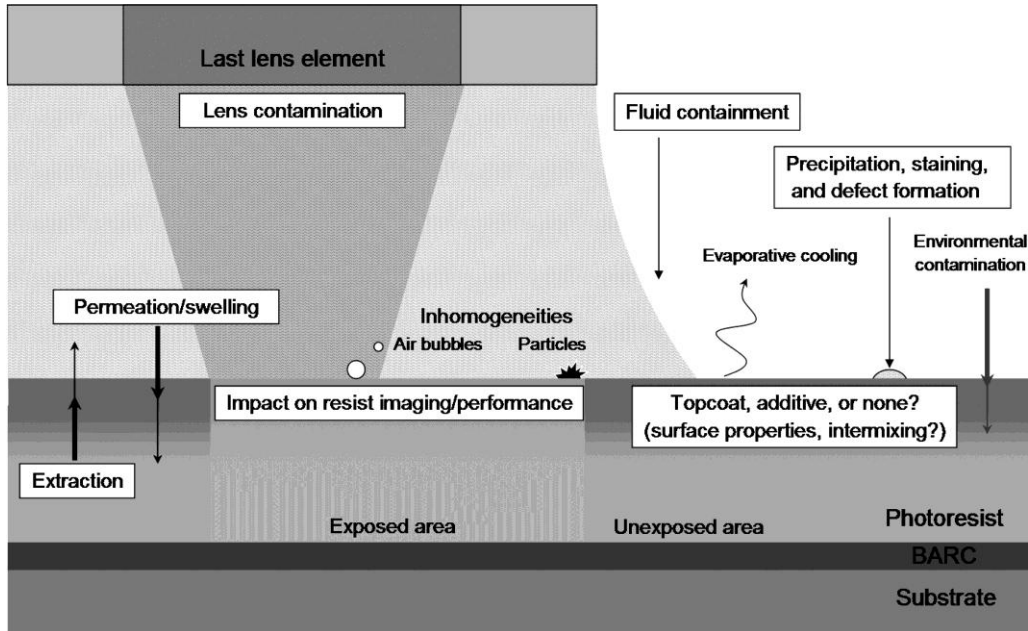 Last lens element
Lens contamination
Fluid containment
Precipitation, staining,
and defect formation
Environmental
contamination
Evaporative cooling
Permeation/swelling
Inhomogeneities
Air bubbles
Particles
Impact on resist imaging/performance
Topcoat, additive, or none?
(surface properties, intermixing?)
Extraction
Exposed area
Unexposed area
Photoresist
BARC
Substrate